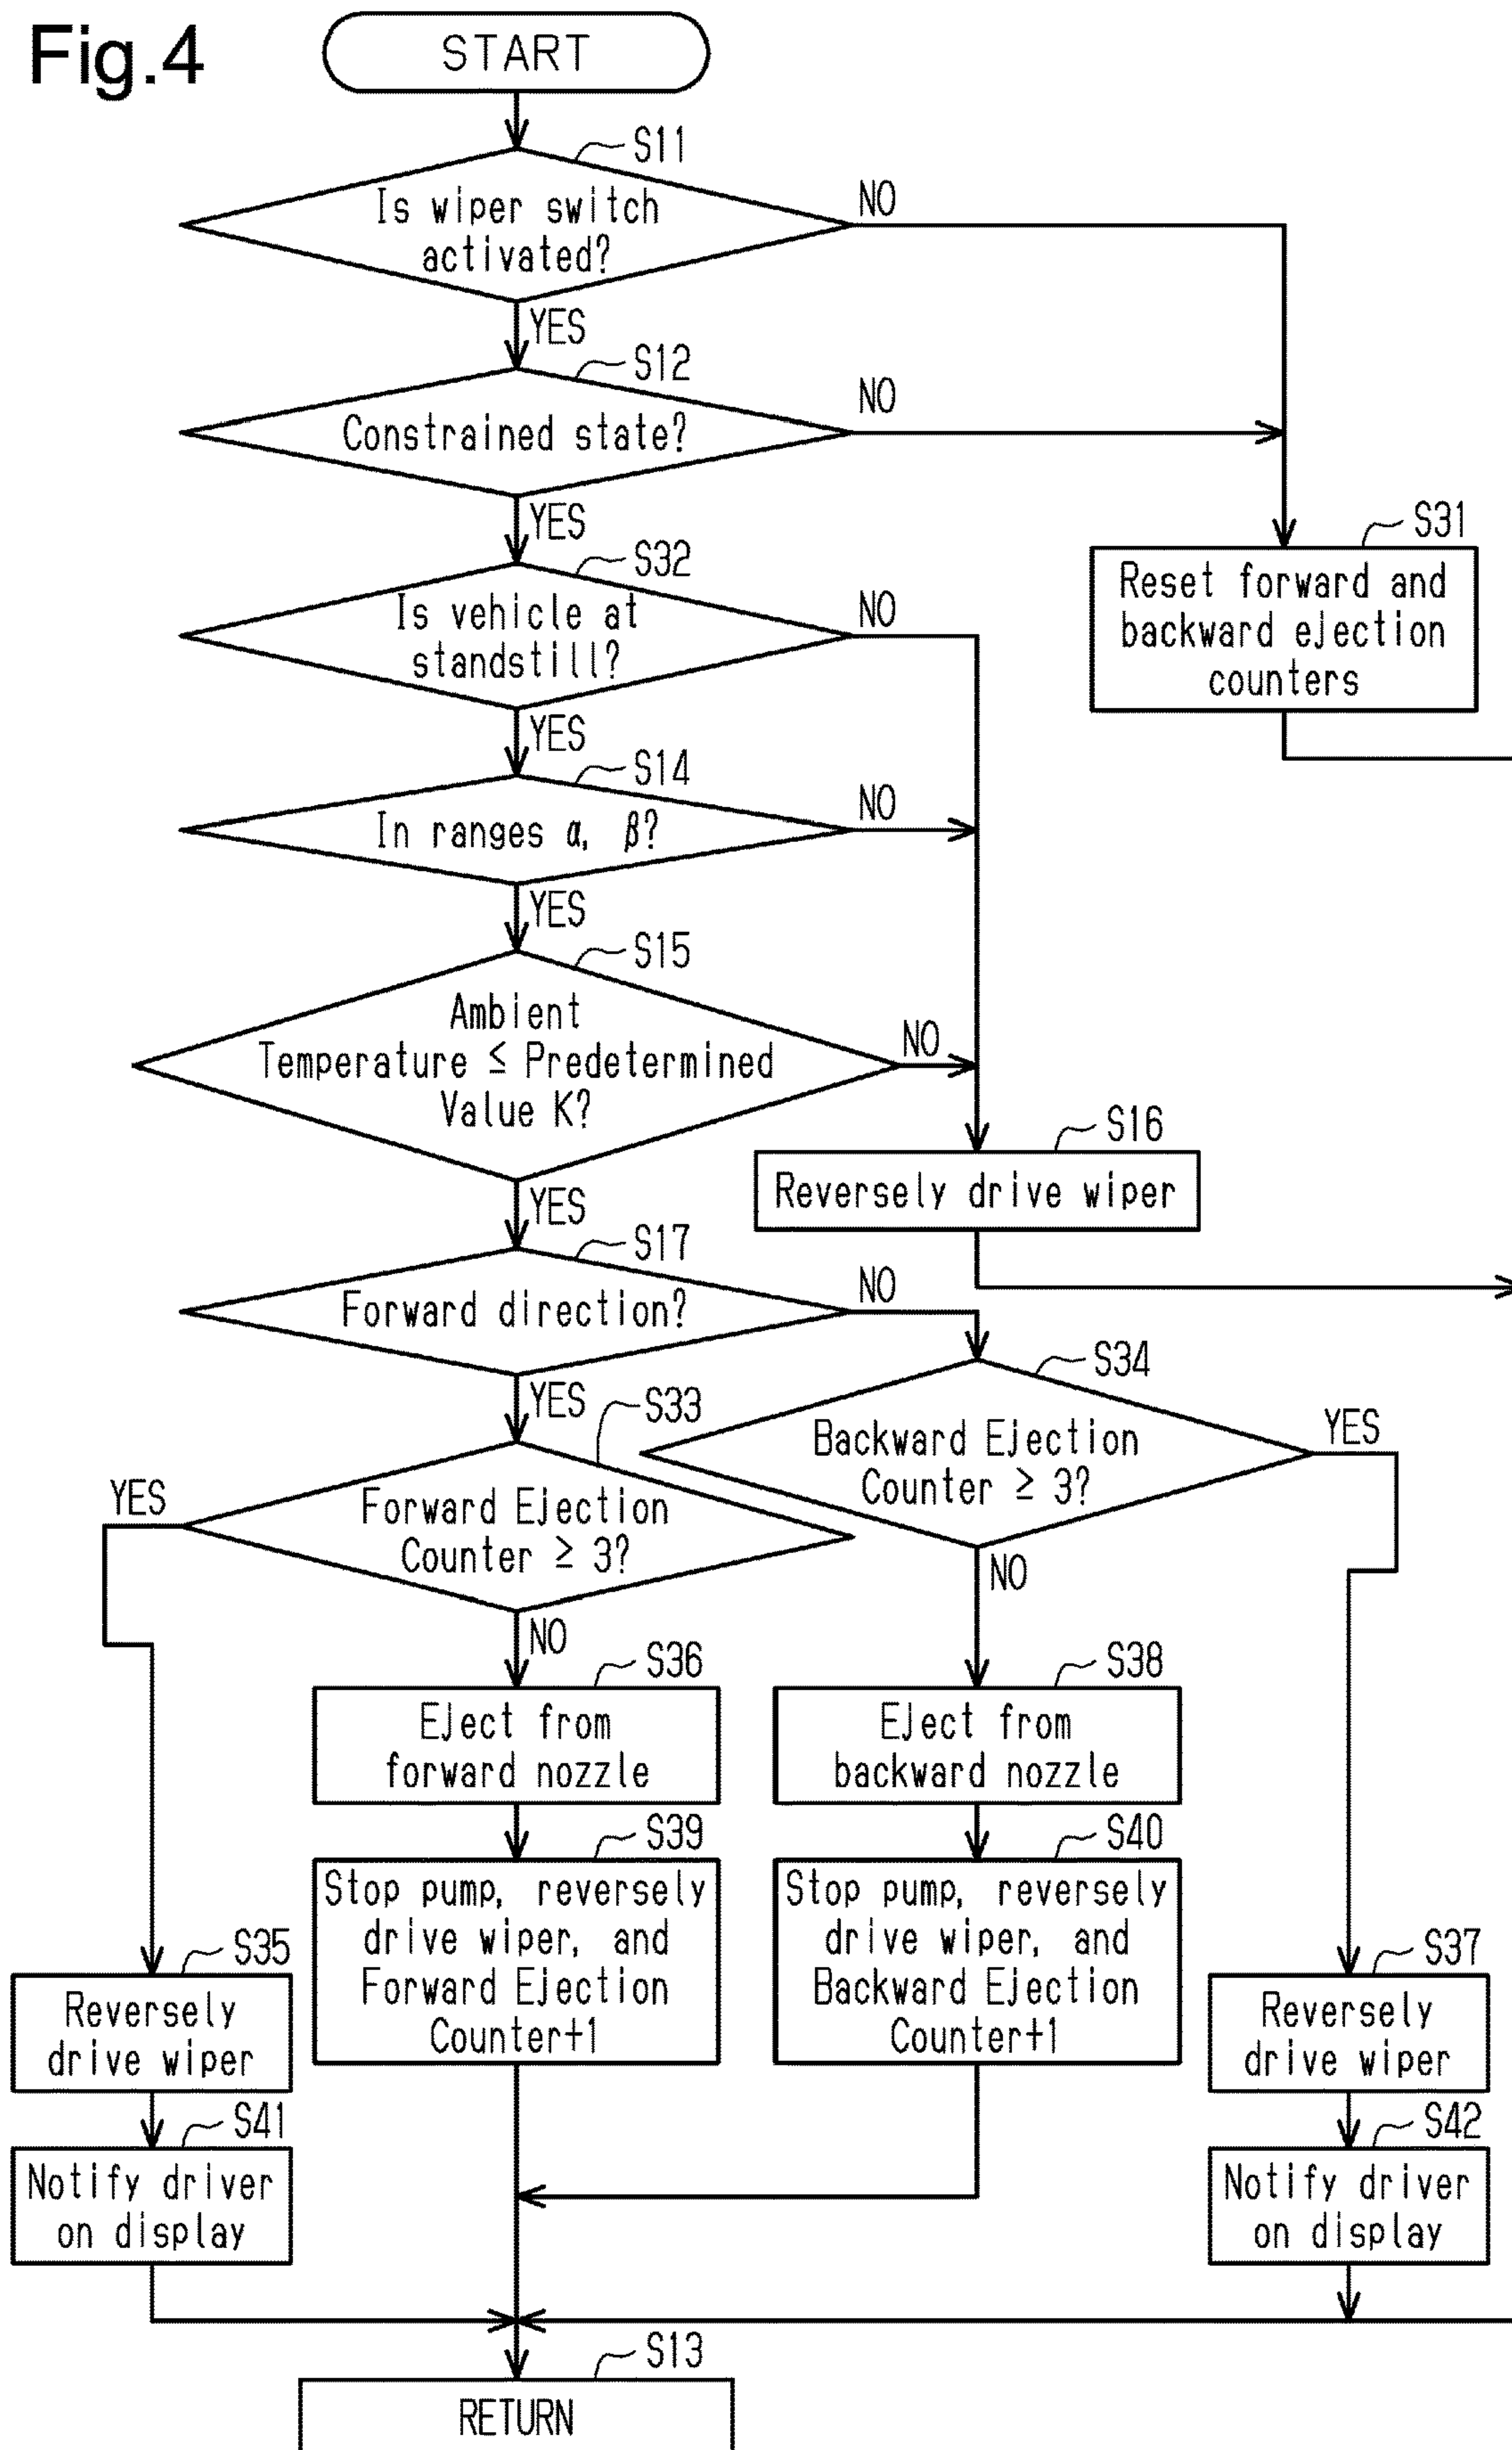 Fig.4
START
S11
Is wiper switch
activated?
NO
YES
S12
Constrained state?
NO
YES
S31
Reset forward and
backward ejection
counters
S32
Is vehicle at
standstill?
NO
YES
S14
In ranges α, β?
NO
YES
S15
Ambient
Temperature ≤ Predetermined
Value K?
NO
YES
S16
Reversely drive wiper
S17
Forward direction?
NO
YES
S34
Backward Ejection
Counter ≥ 3?
YES
NO
S33
Forward Ejection
Counter ≥ 3?
YES
NO
S36
Eject from
forward nozzle
S38
Eject from
backward nozzle
S39
Stop pump, reversely
drive wiper, and
Forward Ejection
Counter+1
S40
Stop pump, reversely
drive wiper, and
Backward Ejection
Counter+1
S35
Reversely
drive wiper
S37
Reversely
drive wiper
S41
Notify driver
on display
S42
Notify driver
on display
S13
RETURN